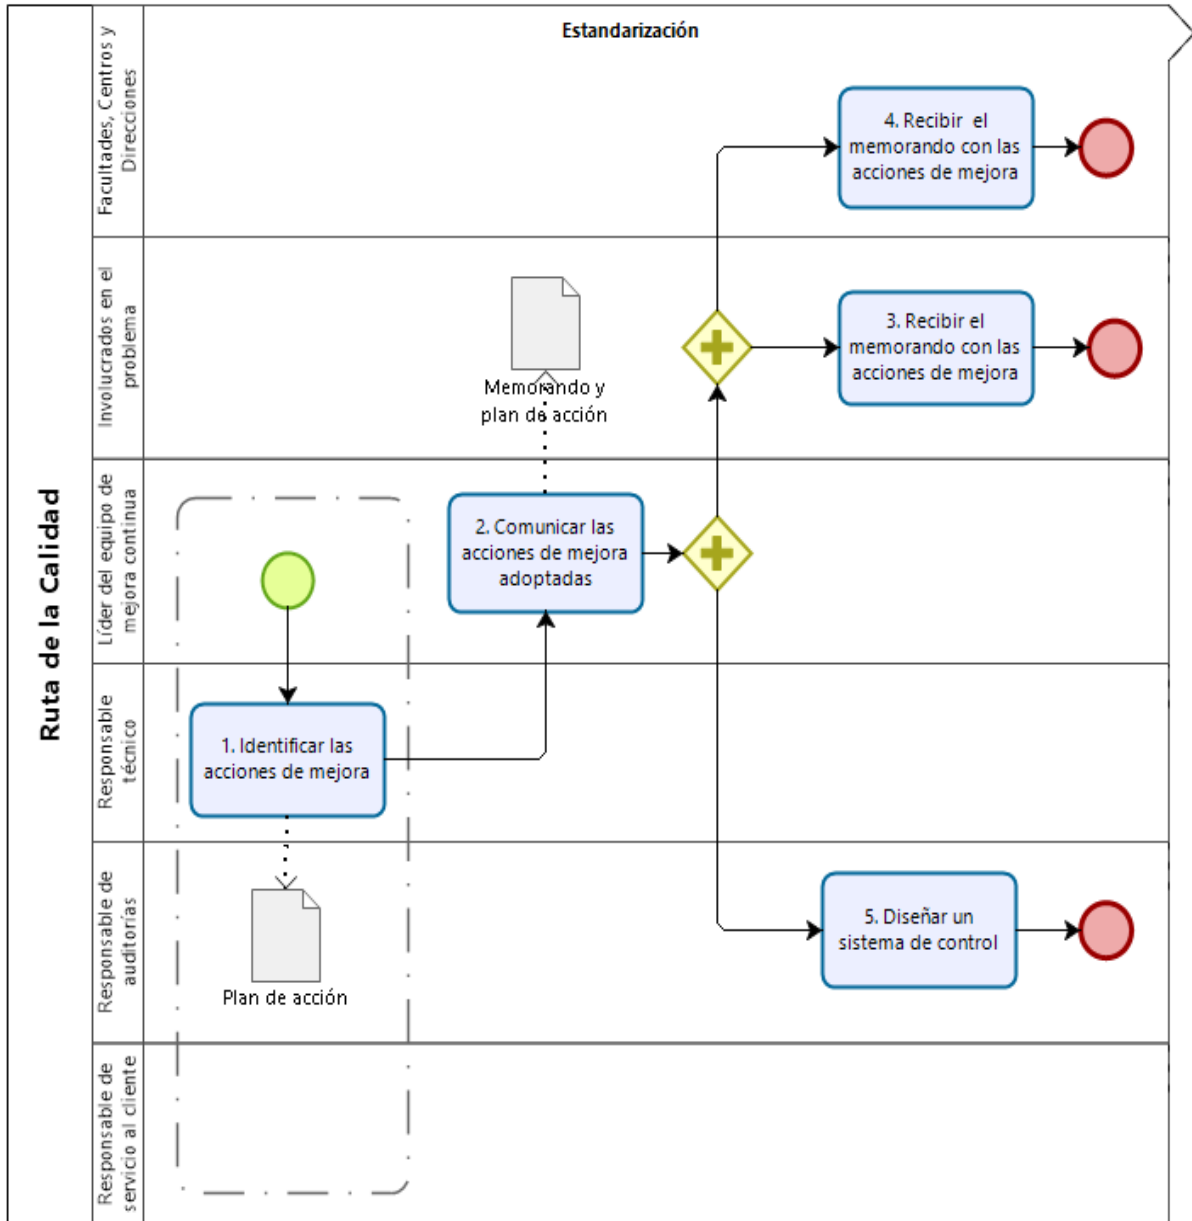 Ruta de la Calidad
Estandarización
Facultades, Centros y
Direcciones
4. Recibir el
memorando con las
acciones de mejora
Involucrados en el
problema
Memorando y
plan de acción
3. Recibir el
memorando con las
acciones de mejora
Líder del equipo de
mejora continua
2. Comunicar las
acciones de mejora
adoptadas
Responsable
técnico
1. Identificar las
acciones de mejora
Responsable de
auditorías
Plan de acción
5. Diseñar un
sistema de control
Responsable de
servicio al cliente